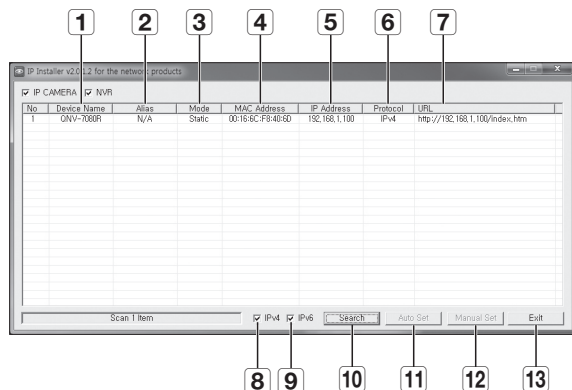 1 2 3 4 5 6 7
IP Installer v2.0.1.2 for the network products
IP CAMERA NVR
No Device Name Alias Mode MAC Address IP Address Protocol URL
1 QNV-7080R N/A Static 00:16:6C:F8:40:6D 192,168,1,100 IPv4 http://192,168,1,100/index,htm
Scan 1 Item IPv4 IPv6 Search Auto Set Manual Set Exit
8 9 10 11 12 13